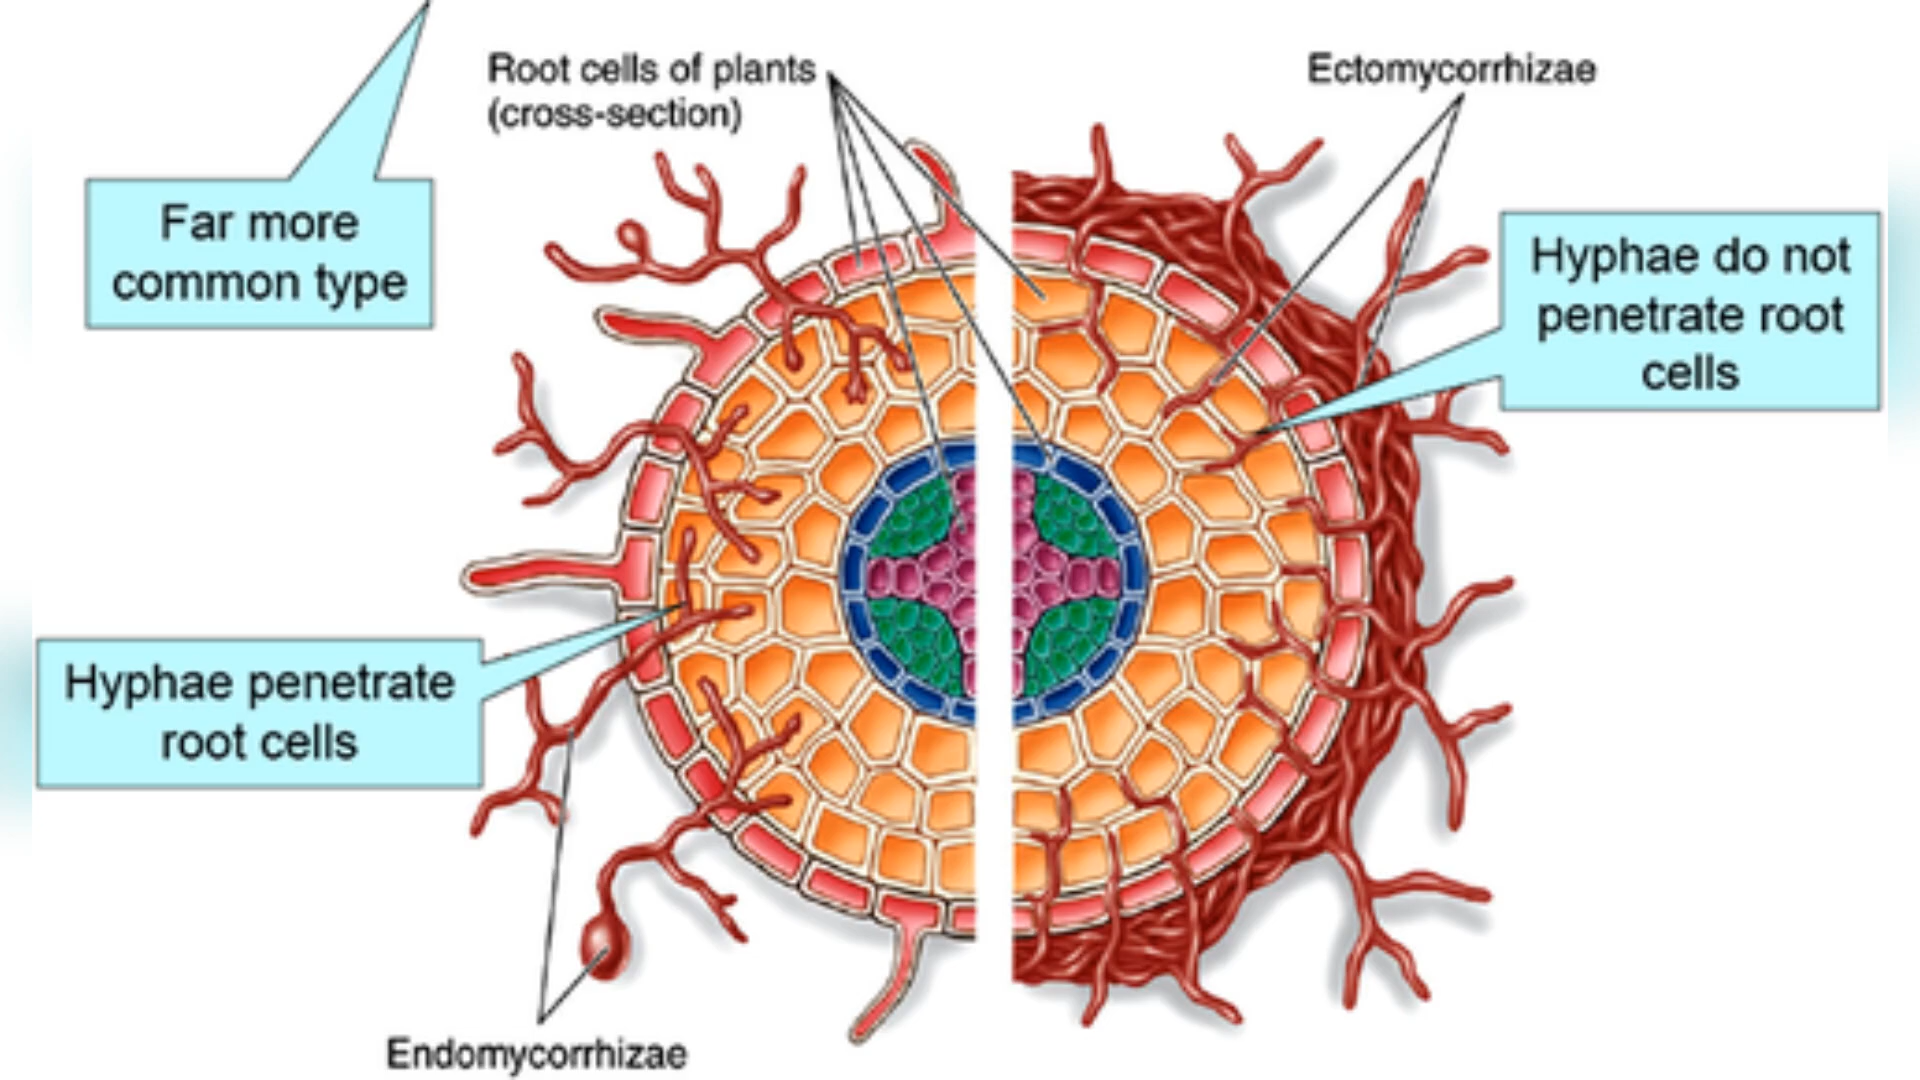 Root cells of plants
(cross-section)
Ectomycorrhizae
Far more
common type
Hyphae do not
penetrate root
cells
Hyphae penetrate
root cells
Endomycorrhizae